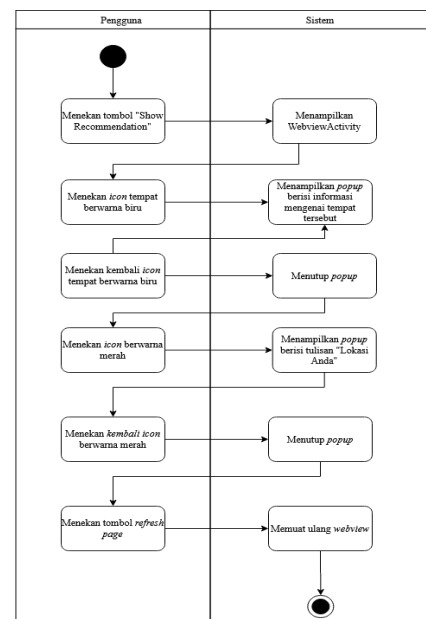 Pengguna
Sistem
Menekan tombol "Show
Recommendation"
Menampilkan
WebviewActivity
Menekan icon tempat
berwarna biru
Menampilkan popup
berisi informasi
mengenai tempat
tersebut
Menekan kembali icon
tempat berwarna biru
Menutup popup
Menekan icon berwarna
merah
Menampilkan popup
berisi tulisan "Lokasi
Anda"
Menekan kembali icon
berwarna merah
Menutup popup
Menekan tombol refresh
page
Memuat ulang webview